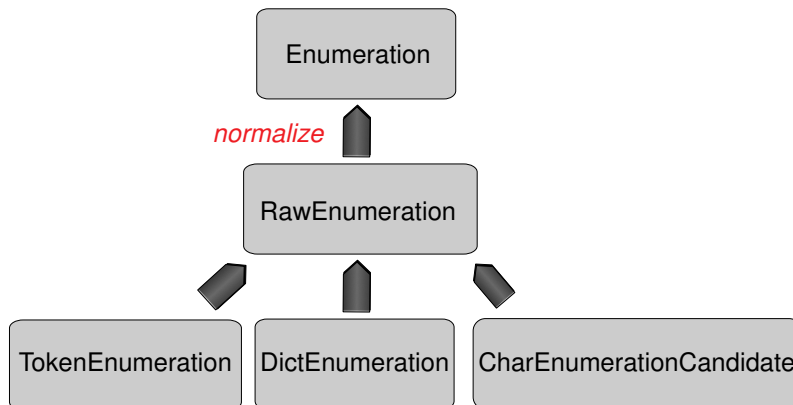 Enumeration
normalize
RawEnumeration
TokenEnumeration
DictEnumeration
CharEnumerationCandidate